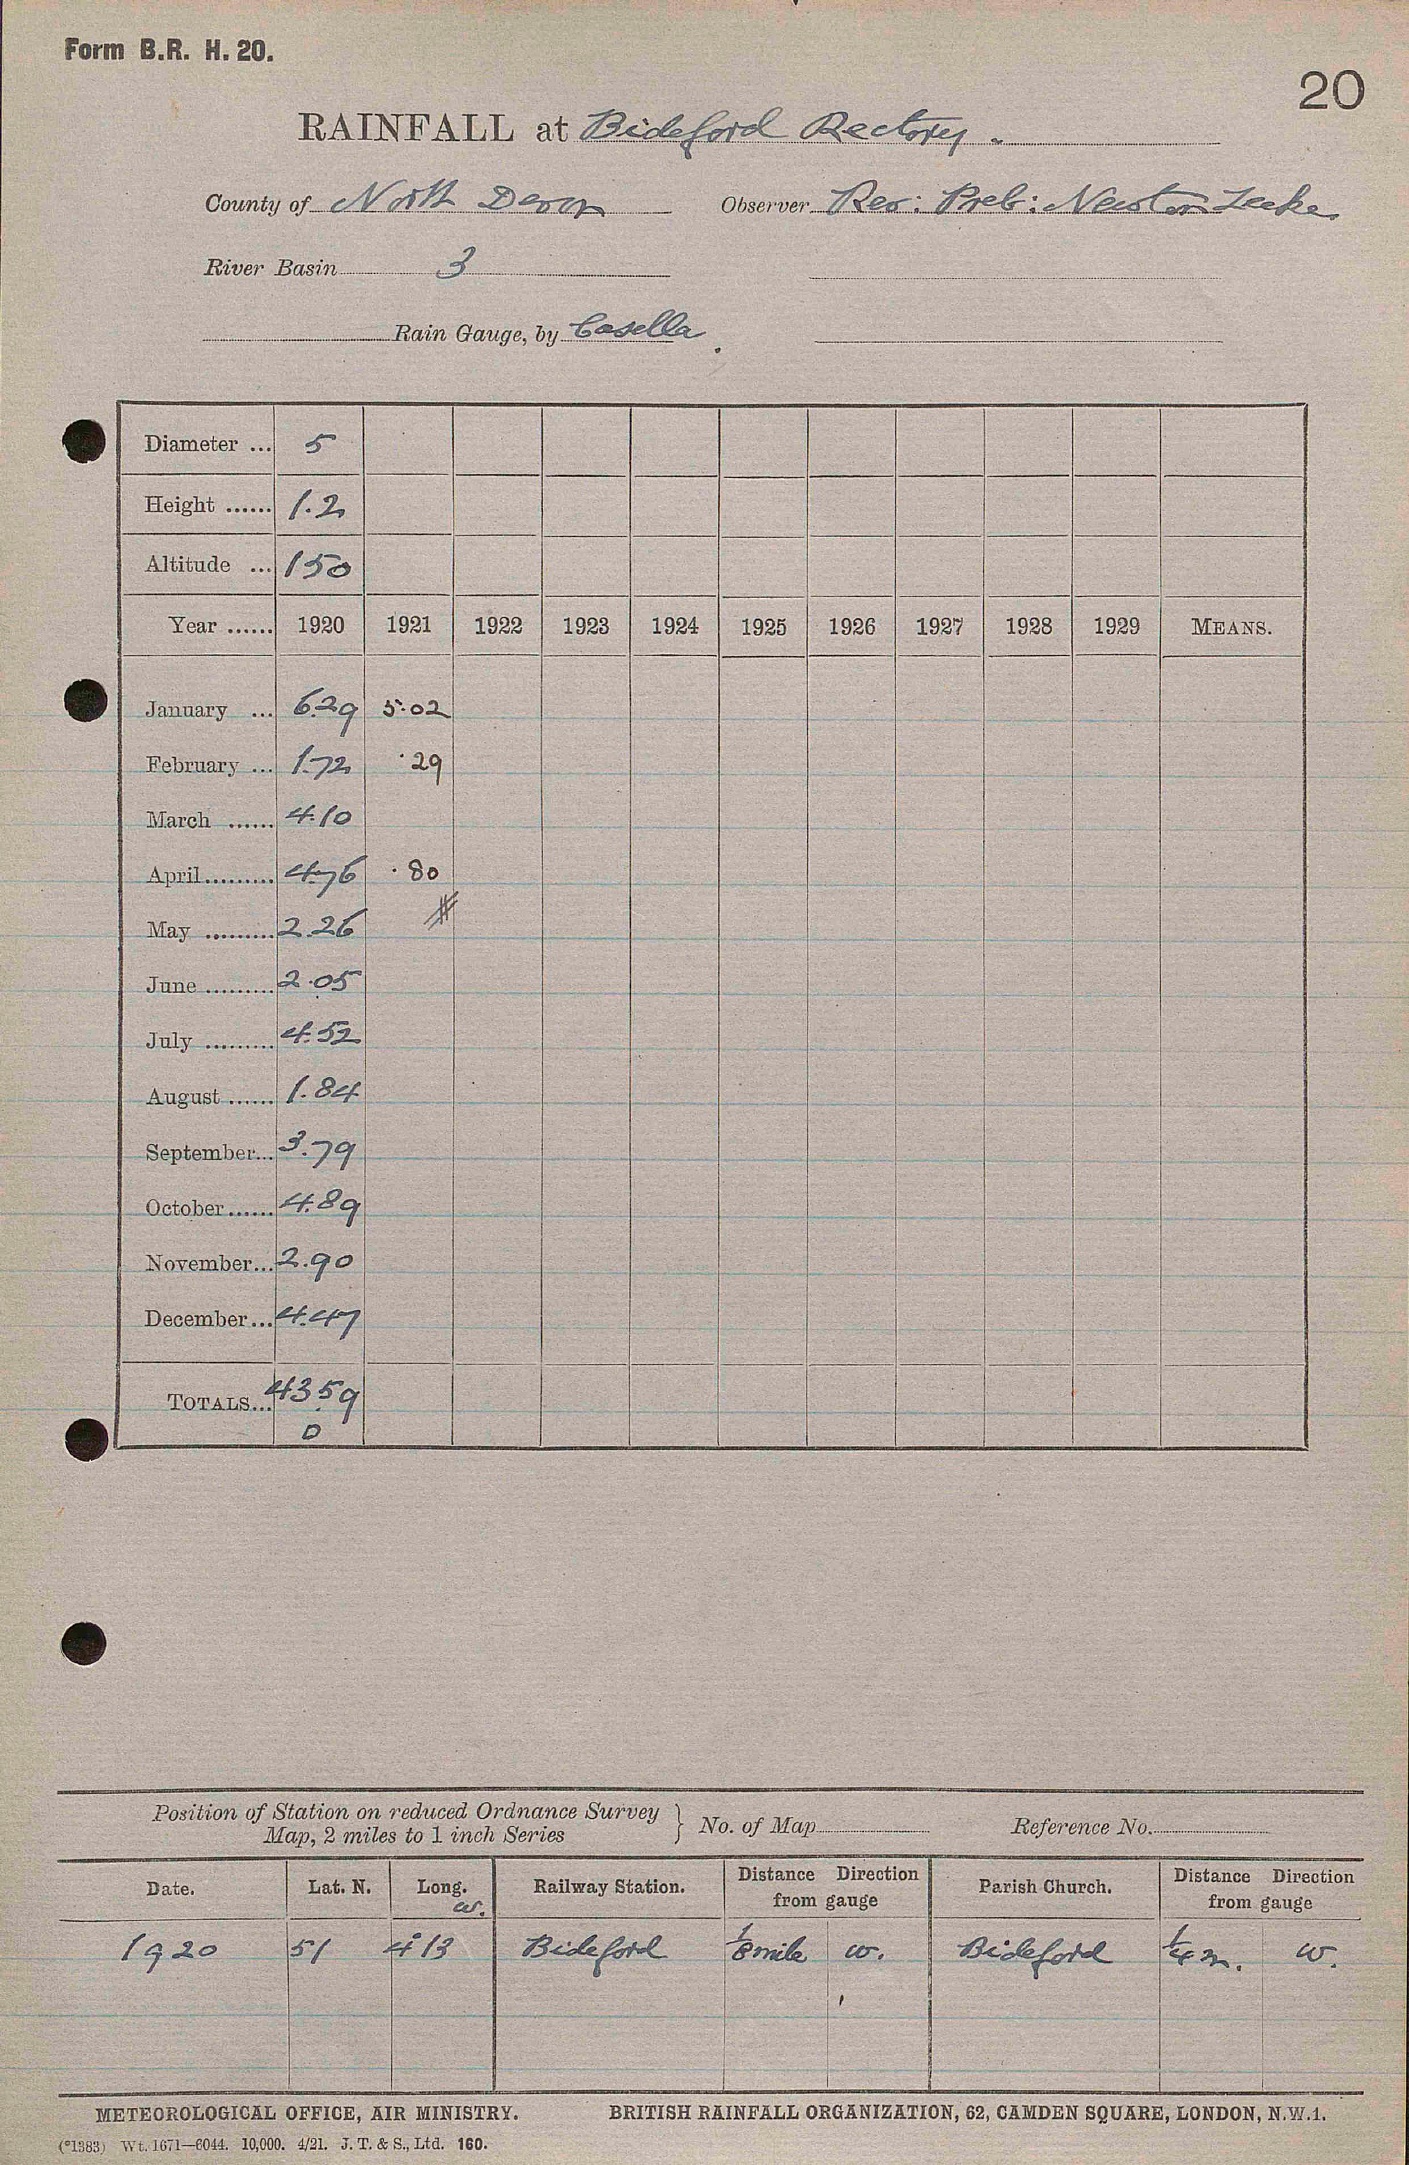 Form B.R. H. 20.
20
RAINFALL at Bideford Rectory.
County of North Devon Observer Rev: Preb: Newton Leeke
River Basin 3
Rain Gauge, by Casella.
Diameter ... 5
Height ...... 1.2
Altitude ... 150
Year ...... 1920 1921 1922 1923 1924 1925 1926 1927 1928 1929 MEANS.
January ... 6.29 5.02
February ... 1.72 .29
March ...... 4.10
April ......... 4.76 .80
May ......... 2.26 #
June ......... 2.05
July ......... 4.52
August ...... 1.84
September... 3.79
October ...... 4.89
November... 2.90
December... 4.47
TOTALS... 43.59
D
Position of Station on reduced Ordnance Survey
Map, 2 miles to 1 inch Series } No. of Map Reference No.
Date. Lat. N. Long. W. Railway Station. Distance Direction from gauge Parish Church. Distance Direction from gauge
1920 51 4°13 Bideford 1/8 mile W. Bideford 1/4 m. W.
METEOROLOGICAL OFFICE, AIR MINISTRY. BRITISH RAINFALL ORGANIZATION, 62, CAMDEN SQUARE, LONDON, N.W.1.
(*1383) Wt. 1671—6044. 10,000. 4/21. J. T. & S., Ltd. 160.